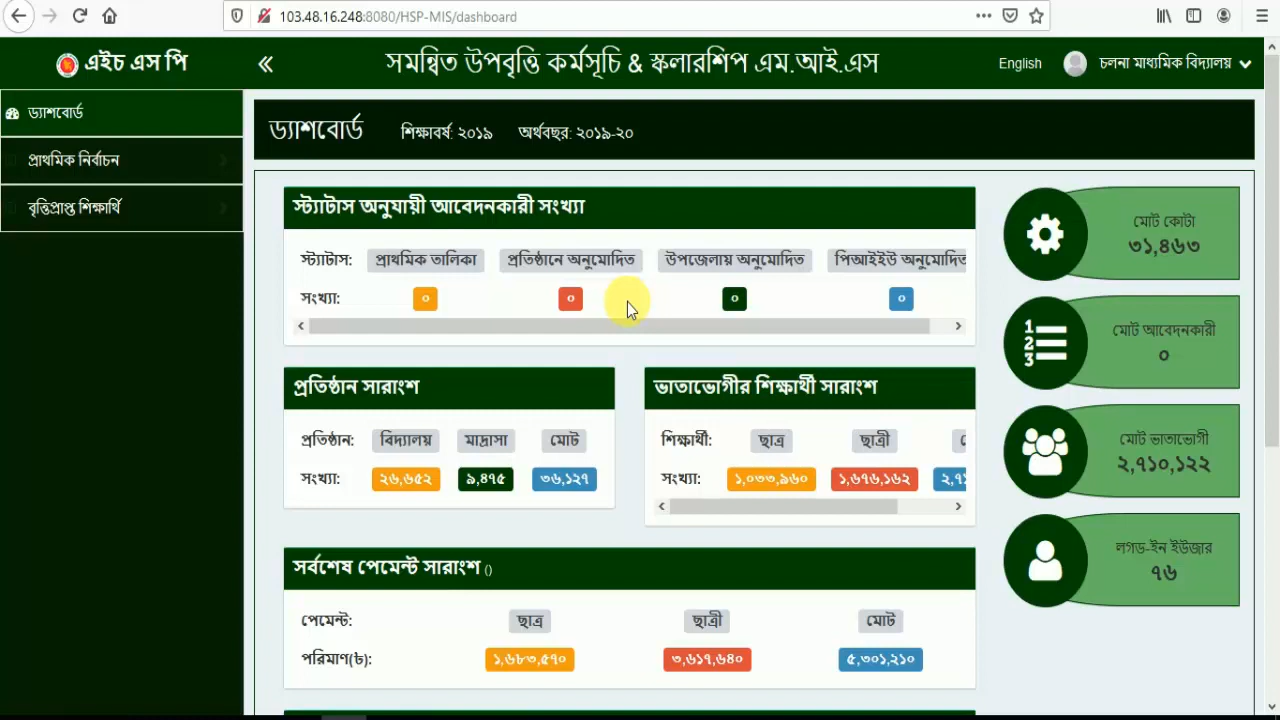 103.48.16.248:8080/HSP-MIS/dashboard
এইচ এস পি
সমন্বিত উপবৃত্তি কর্মসূচি & স্কলারশিপ এম.আই.এস
English
চলনা মাধ্যমিক বিদ্যালয়
ড্যাশবোর্ড
প্রাথমিক নির্বাচন
বৃত্তিপ্রাপ্ত শিক্ষার্থি
ড্যাশবোর্ড শিক্ষাবর্ষ: ২০১৯ অর্থবছর: ২০১৯-২০
স্ট্যাটাস অনুযায়ী আবেদনকারী সংখ্যা
স্ট্যাটাস: প্রাথমিক তালিকা প্রতিষ্ঠানে অনুমোদিত উপজেলায় অনুমোদিত পিআইইউ অনুমোদিত
সংখ্যা: ০ ০ ০ ০
প্রতিষ্ঠান সারাংশ
প্রতিষ্ঠান: বিদ্যালয় মাদ্রাসা মোট
সংখ্যা: ২৬,৬৫২ ৯,৪৭৫ ৩৬,১২৭
ভাতাভোগীর শিক্ষার্থী সারাংশ
শিক্ষার্থী: ছাত্র ছাত্রী
সংখ্যা: ১,০৩৩,৯৬০ ১,৬৭৬,১৬২ ২,৭১
সর্বশেষ পেমেন্ট সারাংশ ()
পেমেন্ট: ছাত্র ছাত্রী মোট
পরিমাণ(৳): ১,৬৮৩,৫৭০ ৩,৬১৭,৬৪০ ৫,৩০১,২১০
মোট কোটা
৩১,৪৬৩
মোট আবেদনকারী
০
মোট ভাতাভোগী
২,৭১০,১২২
লগড-ইন ইউজার
৭৬